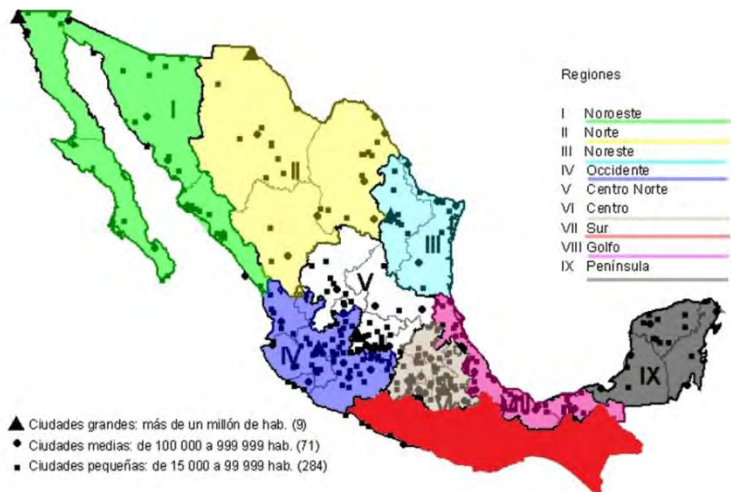 Regiones
I Noroeste
II Norte
III Noreste
IV Occidente
V Centro Norte
VI Centro
VII Sur
VIII Golfo
IX Península
I
II
III
V
IV
IX
▲ Ciudades grandes: más de un millón de hab. (9)
● Ciudades medias: de 100 000 a 999 999 hab. (71)
■ Ciudades pequeñas: de 15 000 a 99 999 hab. (284)